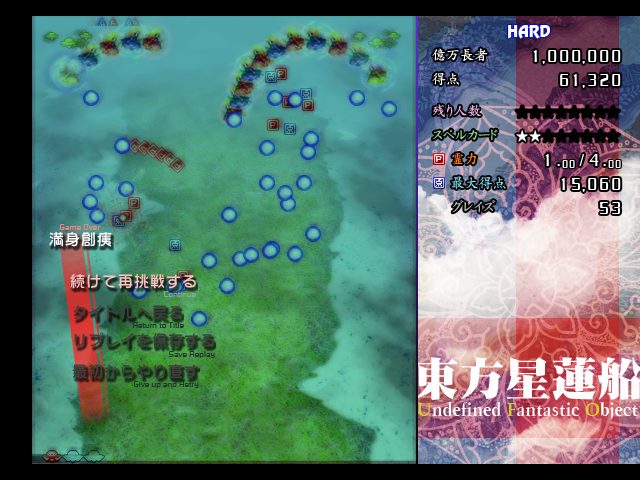 HARD
億万長者 1,000,000
得点 61,320
残り人数
スペルカード
P 霊力 1.00/4.00
点 最大得点 15,060
グレイズ 53
Game Over
満身創痍
続けて再挑戦する
Continue
タイトルへ戻る
Return to Title
リプレイを保存する
Save Replay
最初からやり直す
Give up and Retry
東方星蓮船
Undefined Fantastic Object